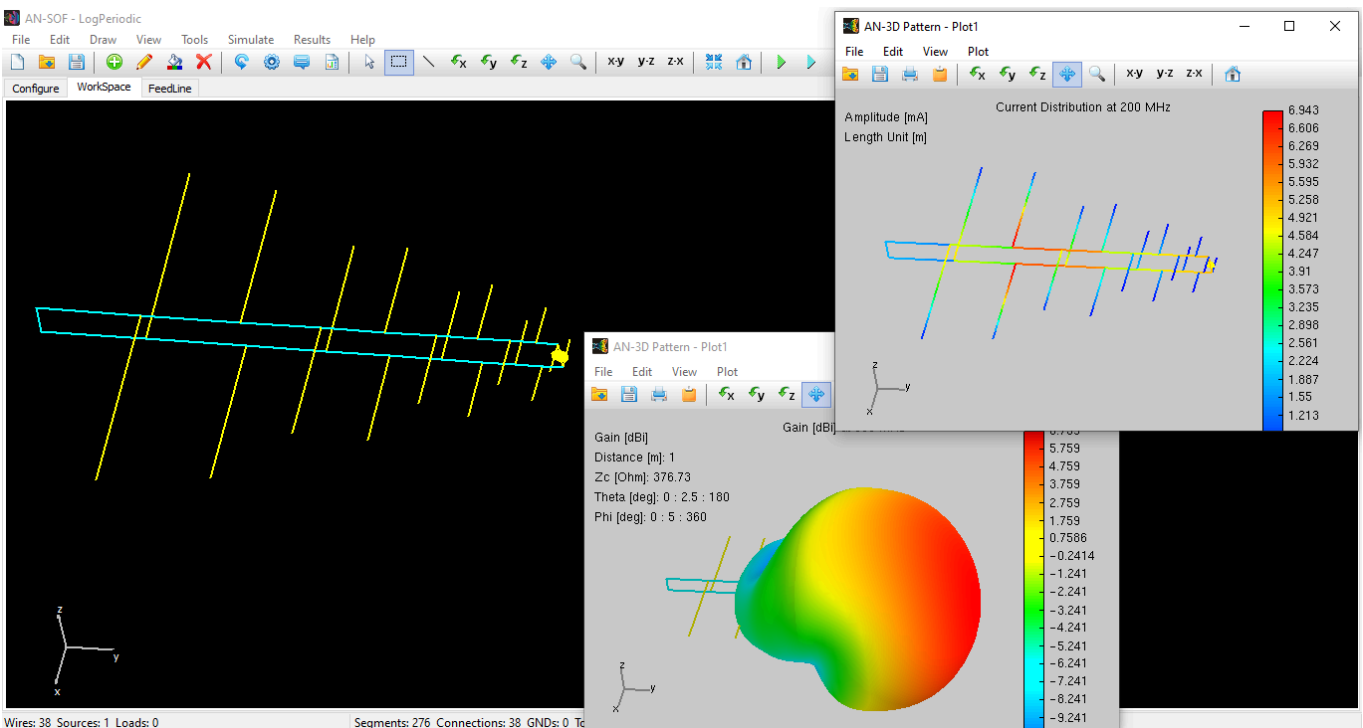 AN-SOF - LogPeriodic
File Edit Draw View Tools Simulate Results Help
x·y y·z z·x
Configure WorkSpace FeedLine
z
y
x
Wires: 38 Sources: 1 Loads: 0 Segments: 276 Connections: 38 GNDs: 0
AN-3D Pattern - Plot1
File Edit View Plot
x·y y·z z·x
Current Distribution at 200 MHz
Amplitude [mA]
Length Unit [m]
6.943
6.606
6.269
5.932
5.595
5.258
4.921
4.584
4.247
3.91
3.573
3.235
2.898
2.561
2.224
1.887
1.55
1.213
z
y
x
AN-3D Pattern - Plot1
File Edit View Plot
Gain [dBi]
Gain [dBi]
Distance [m]: 1
Zc [Ohm]: 376.73
Theta [deg]: 0 : 2.5 : 180
Phi [deg]: 0 : 5 : 360
5.759
4.759
3.759
2.759
1.759
0.7586
-0.2414
-1.241
-2.241
-3.241
-4.241
-5.241
-6.241
-7.241
-8.241
-9.241
z
y
x